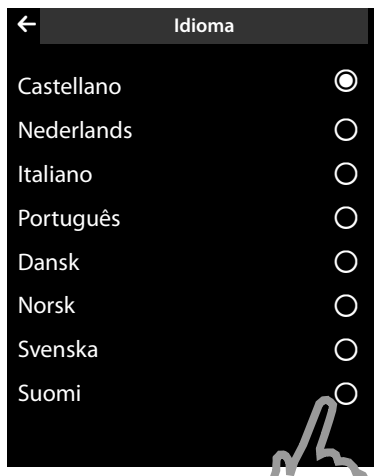 Idioma
Castellano
Nederlands
Italiano
Português
Dansk
Norsk
Svenska
Suomi